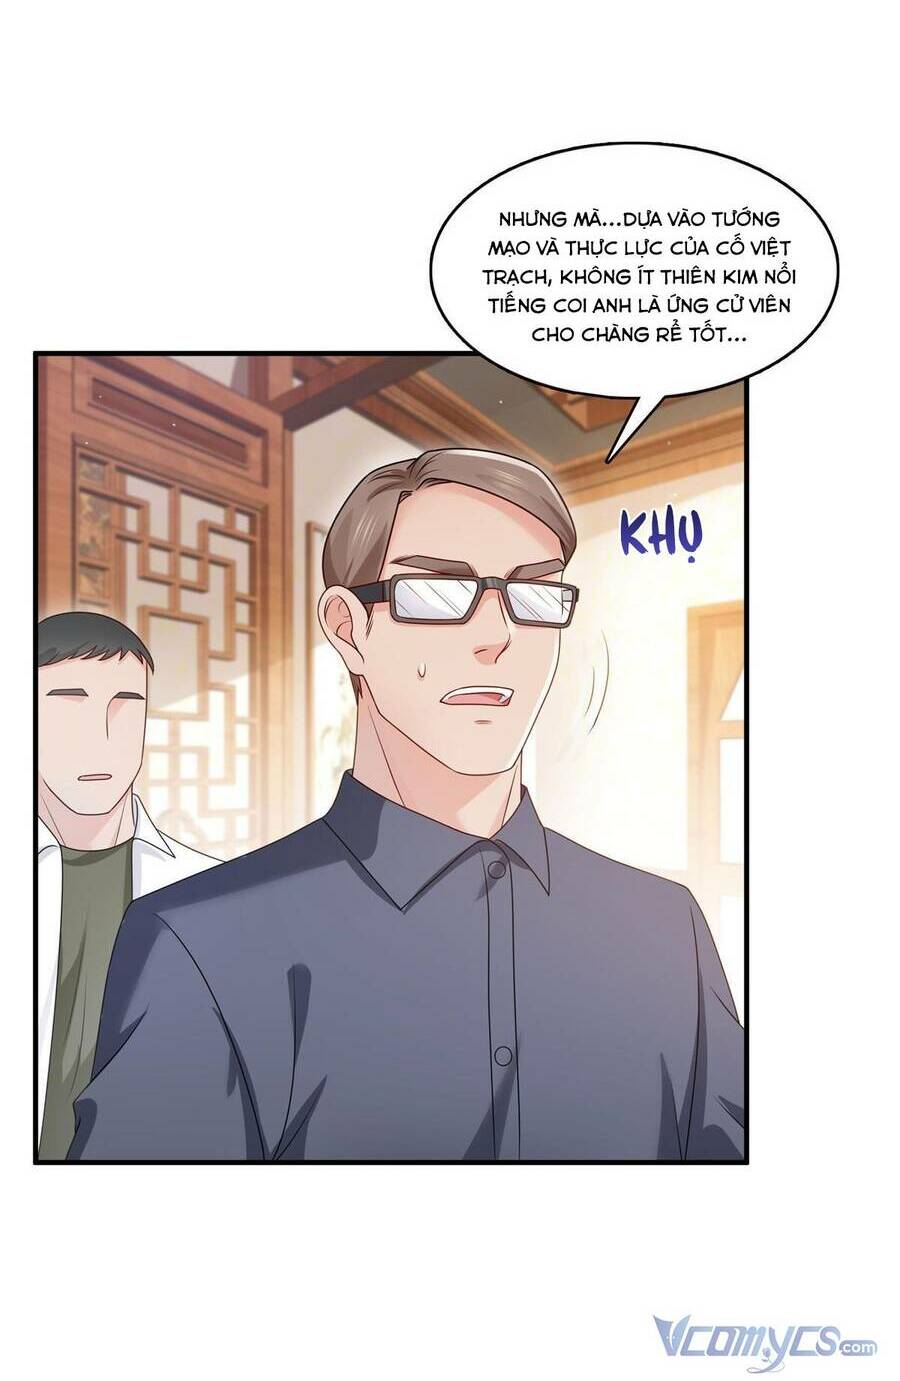 NHƯNG MÀ...DỰA VÀO TƯỚNG
MẠO VÀ THỰC LỰC CỦA CỐ VIỆT
TRẠCH, KHÔNG ÍT THIÊN KIM NỔI
TIẾNG COI ANH LÀ ỨNG CỬ VIÊN
CHO CHÀNG RỂ TỐT...
KHỤ
Vcomycs.com